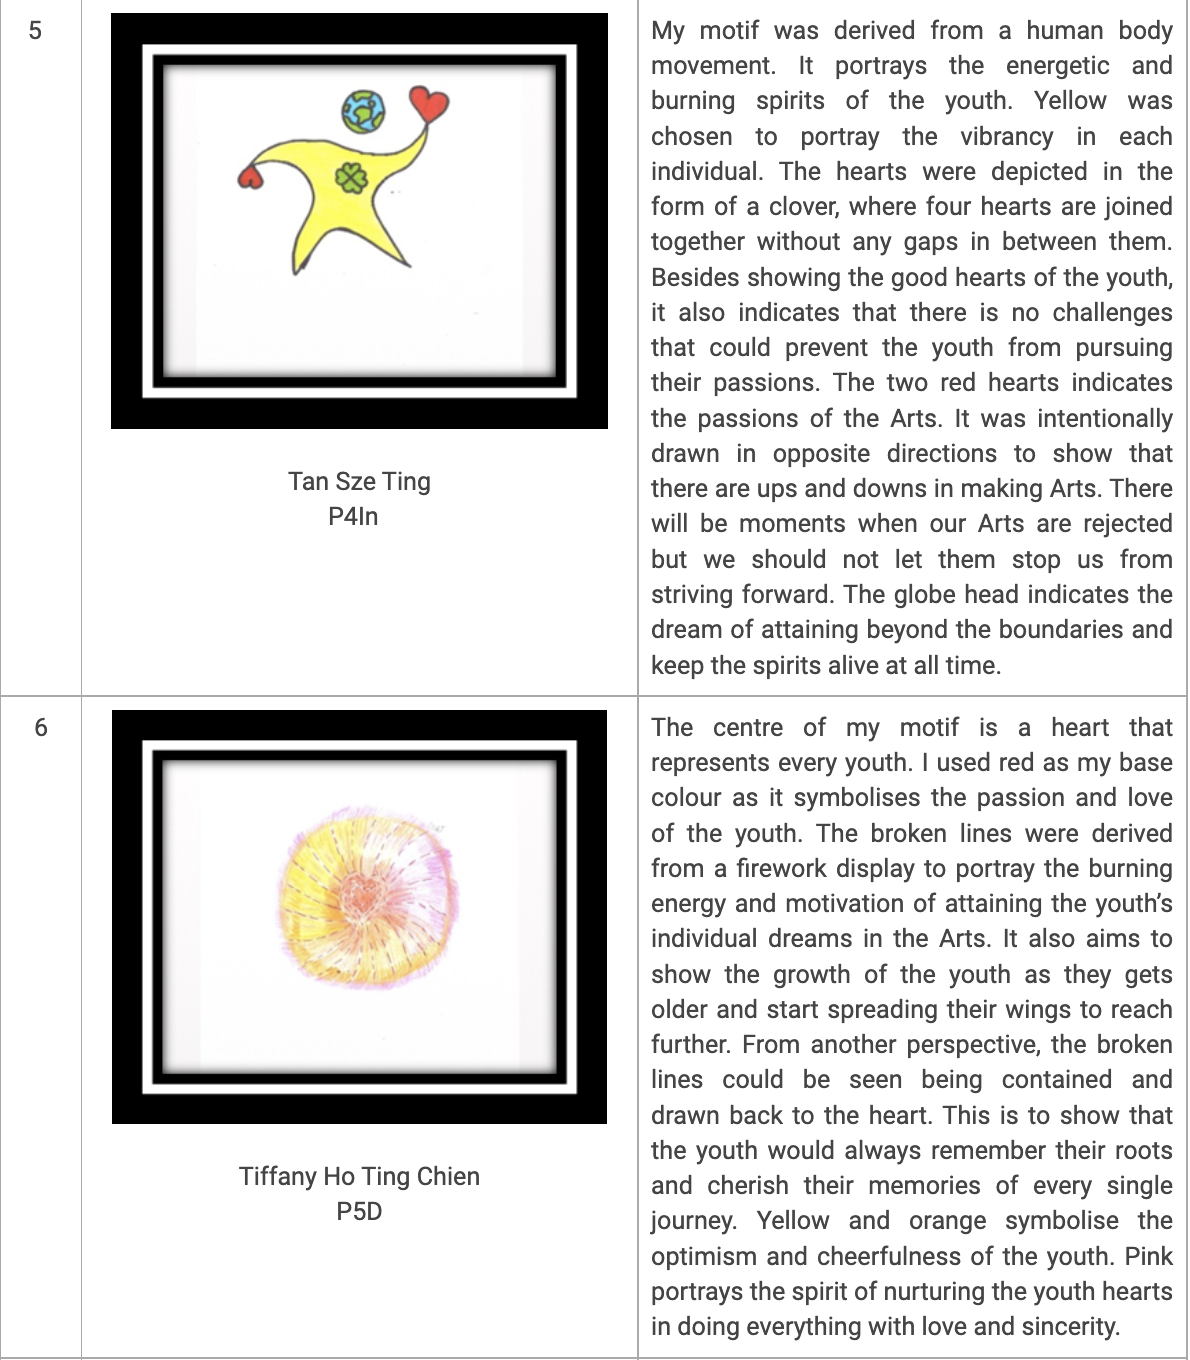 5
My motif was derived from a human body
movement. It portrays the energetic and
burning spirits of the youth. Yellow was
chosen to portray the vibrancy in each
individual. The hearts were depicted in the
form of a clover, where four hearts are joined
together without any gaps in between them.
Besides showing the good hearts of the youth,
it also indicates that there is no challenges
that could prevent the youth from pursuing
their passions. The two red hearts indicates
the passions of the Arts. It was intentionally
drawn in opposite directions to show that
there are ups and downs in making Arts. There
will be moments when our Arts are rejected
but we should not let them stop us from
striving forward. The globe head indicates the
dream of attaining beyond the boundaries and
keep the spirits alive at all time.
Tan Sze Ting
P4In
6
The centre of my motif is a heart that
represents every youth. I used red as my base
colour as it symbolises the passion and love
of the youth. The broken lines were derived
from a firework display to portray the burning
energy and motivation of attaining the youth’s
individual dreams in the Arts. It also aims to
show the growth of the youth as they gets
older and start spreading their wings to reach
further. From another perspective, the broken
lines could be seen being contained and
drawn back to the heart. This is to show that
the youth would always remember their roots
and cherish their memories of every single
journey. Yellow and orange symbolise the
optimism and cheerfulness of the youth. Pink
portrays the spirit of nurturing the youth hearts
in doing everything with love and sincerity.
Tiffany Ho Ting Chien
P5D